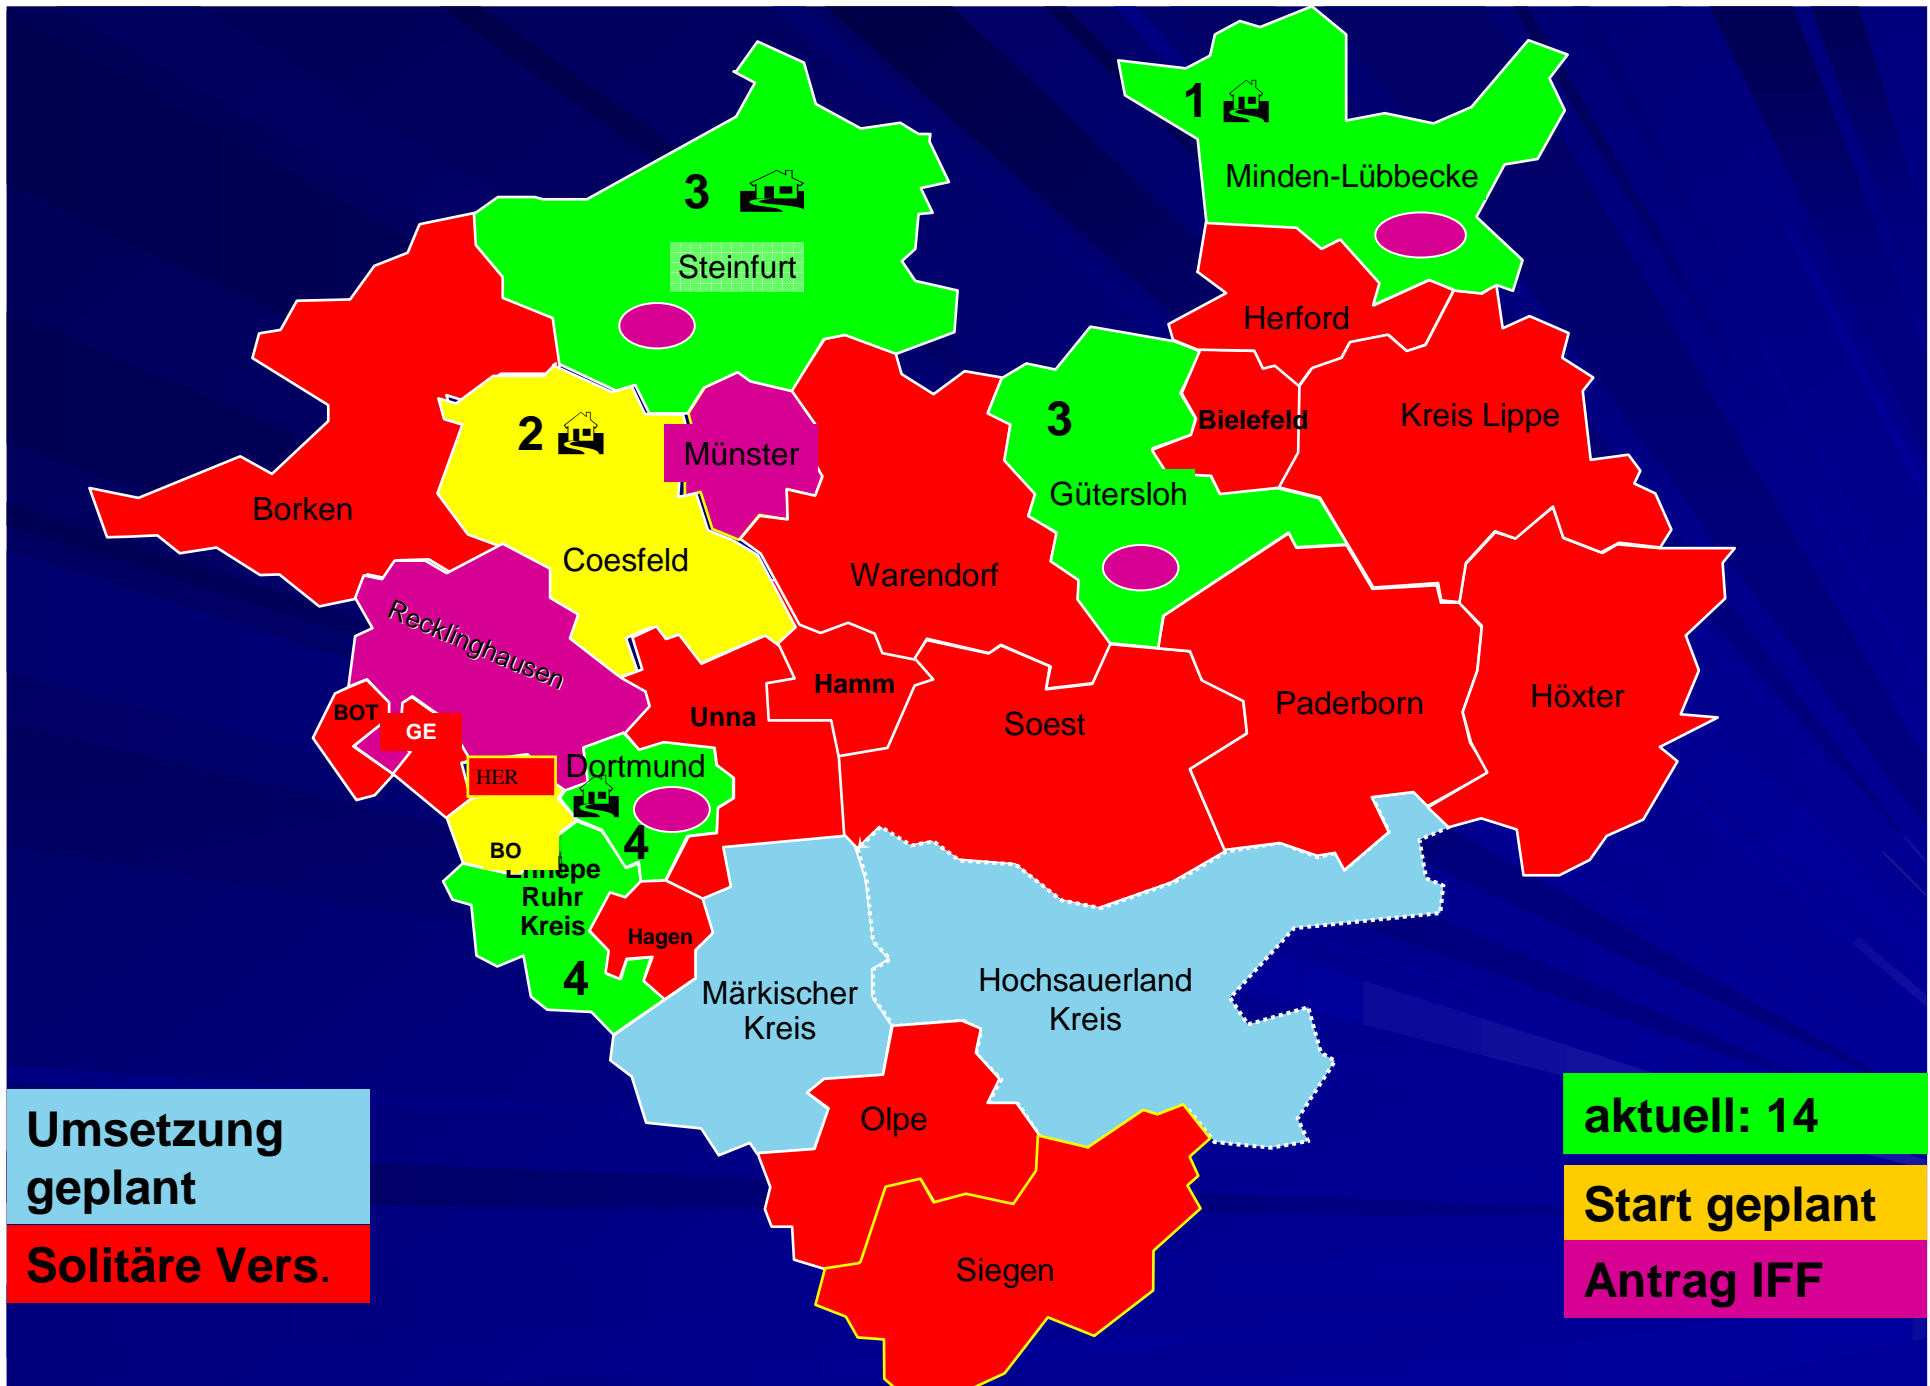 1
Minden-Lübbecke
3
Steinfurt
Herford
3
Bielefeld
Kreis Lippe
2
Münster
Gütersloh
Borken
Coesfeld
Warendorf
Recklinghausen
Hamm
BOT
GE
Unna
Soest
Paderborn
Höxter
HER
Dortmund
4
BO
Ennepe
Ruhr
Kreis
Hagen
4
Märkischer
Kreis
Hochsauerland
Kreis
Olpe
Siegen
Umsetzung
geplant
Solitäre Vers.
aktuell: 14
Start geplant
Antrag IFF